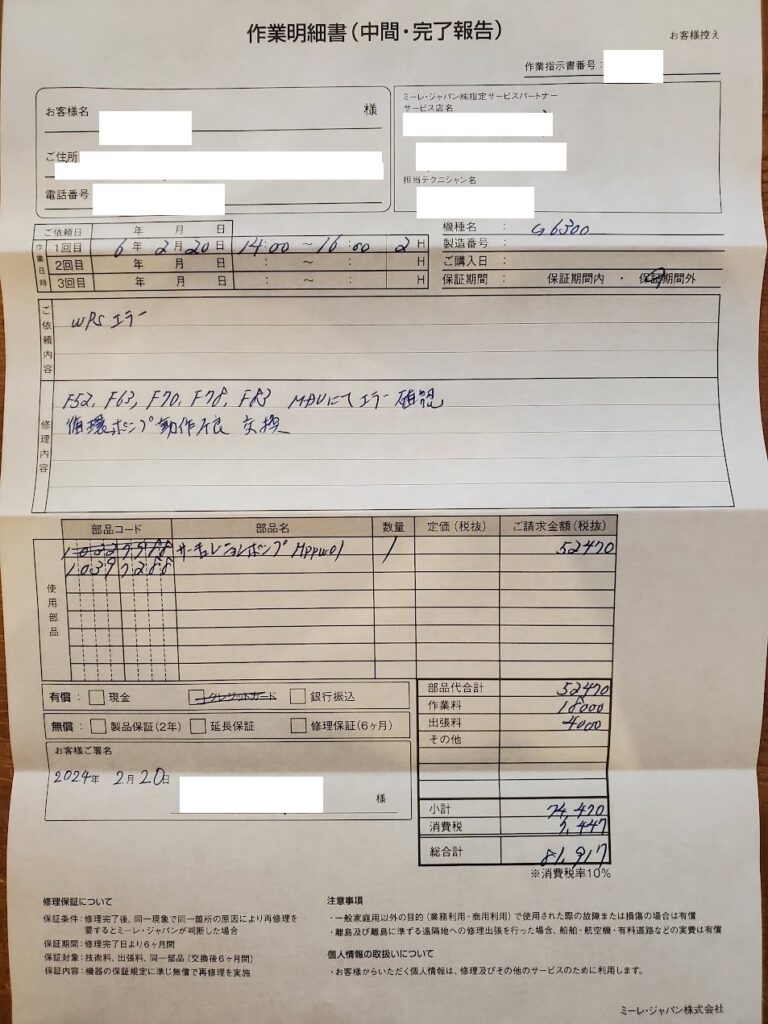 作業明細書(中間・完了報告)
お客様控え
作業指示書番号:
お客様名 様
ご住所
電話番号
ミーレ・ジャパン㈱指定サービスパートナー
サービス店名
担当テクニシャン名
ご依頼日 年 月 日
作業日時
1回目 6年 2月 20日 14:00 ～ 16:00 2H
2回目 年 月 日 : ～ : H
3回目 年 月 日 : ～ : H
機種名 : G6300
製造番号 :
ご購入日 :
保証期間 : 保証期間内 ・ 保証期間外
ご依頼内容
WPS エラー
修理内容
F52, F63, F70, F78, F83 MDUにてエラー確認
循環ポンプ動作不良 交換
部品コード 部品名 数量 定価(税抜) ご請求金額(税抜)
使用部品
サーキュレーションポンプ MPPW01 1 52470
10397288
有償: 現金 クレジットカード 銀行振込
無償: 製品保証(2年) 延長保証 修理保証(6ヶ月)
お客様ご署名
2024年 2月20日
様
部品代合計 52470
作業料 18000
出張料 4000
その他
小計 74,470
消費税 7,447
総合計 81,917
※消費税率10%
修理保証について
保証条件:修理完了後、同一現象で同一箇所の原因により再修理を
要するとミーレ・ジャパンが判断した場合
保証期間:修理完了日より6ヶ月間
保証対象:技術料、出張料、同一部品(交換後6ヶ月間)
保証内容:機器の保証規定に準じ無償で再修理を実施
注意事項
・一般家庭用以外の目的(業務利用・商用利用)で使用された際の故障または損傷の場合は有償
・離島及び離島に準ずる遠隔地への修理出張を行った場合、船舶・航空機・有料道路などの実費は有償
個人情報の取扱いについて
・お客様からいただく個人情報は、修理及びその他のサービスのために利用します。
ミーレ・ジャパン株式会社